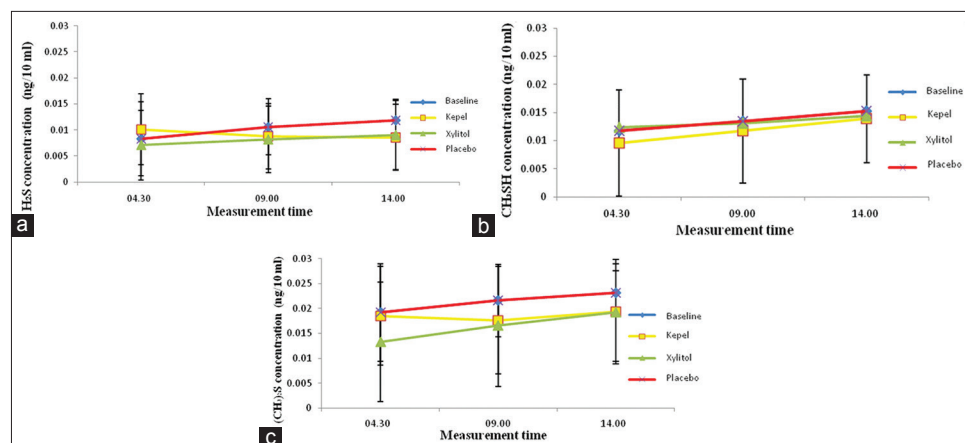 H₂S concentration (ng/10 ml)
0.03
0.025
0.02
0.015
0.01
0.005
0
04.30
09.00
14.00
Measurement time
Baseline
Kepel
Xylitol
Placebo
a
CH₃SH concentration (ng/10 ml)
0.03
0.025
0.02
0.015
0.01
0.005
0
04.30
09.00
14.00
Measurement time
Baseline
Kepel
Xylitol
Placebo
b
(CH₃)₂S concentration (ng/10 ml)
0.03
0.025
0.02
0.015
0.01
0.005
0
04.30
09.00
14.00
Measurement time
Baseline
Kepel
Xylitol
Placebo
c